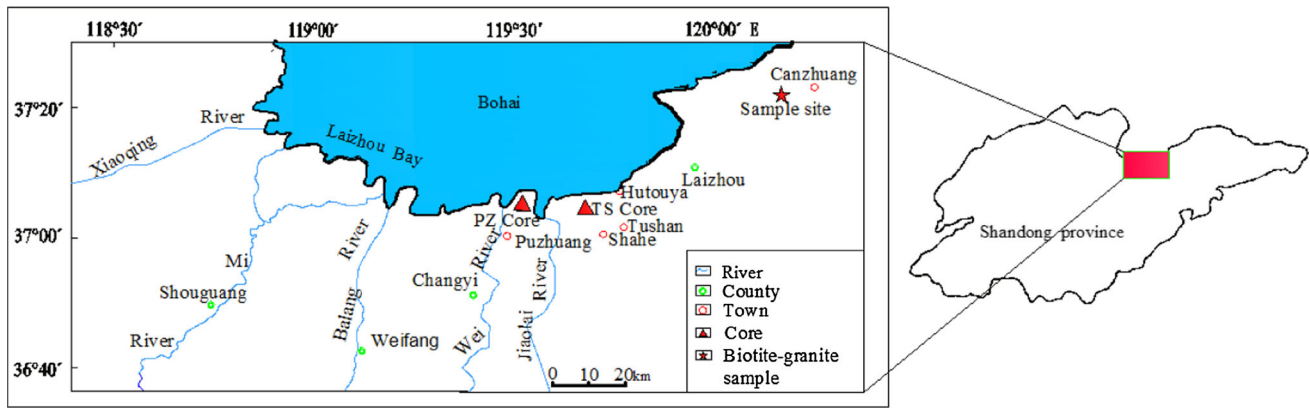 118°30′ 119°00′ 119°30′ 120°00′ E
37°20′
37°00′
36°40′
Canzhuang
Sample site
Bohai
Laizhou Bay
Xiaoqing River
Laizhou
Hutouya
PZ Core
TS Core
Tushan
Shahe
Puzhuang
Mi River
Balang River
Wei River
Jiaolai River
Changyi
Shouguang
Weifang
0 10 20km
River
County
Town
Core
Biotite-granite
sample
Shandong province